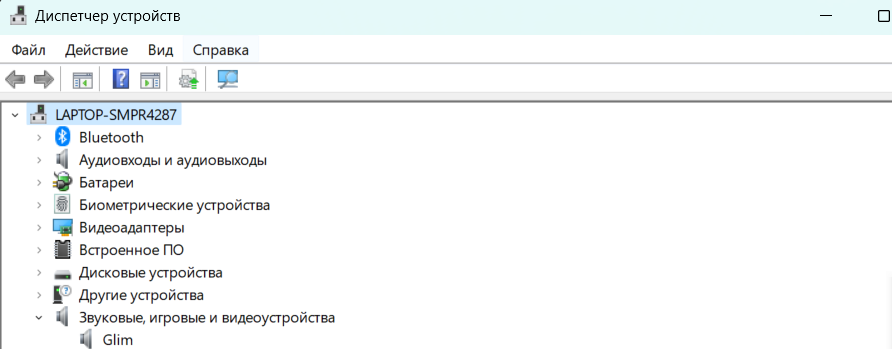 Диспетчер устройств
Файл Действие Вид Справка
LAPTOP-SMPR4287
Bluetooth
Аудиовходы и аудиовыходы
Батареи
Биометрические устройства
Видеоадаптеры
Встроенное ПО
Дисковые устройства
Другие устройства
Звуковые, игровые и видеоустройства
Glim